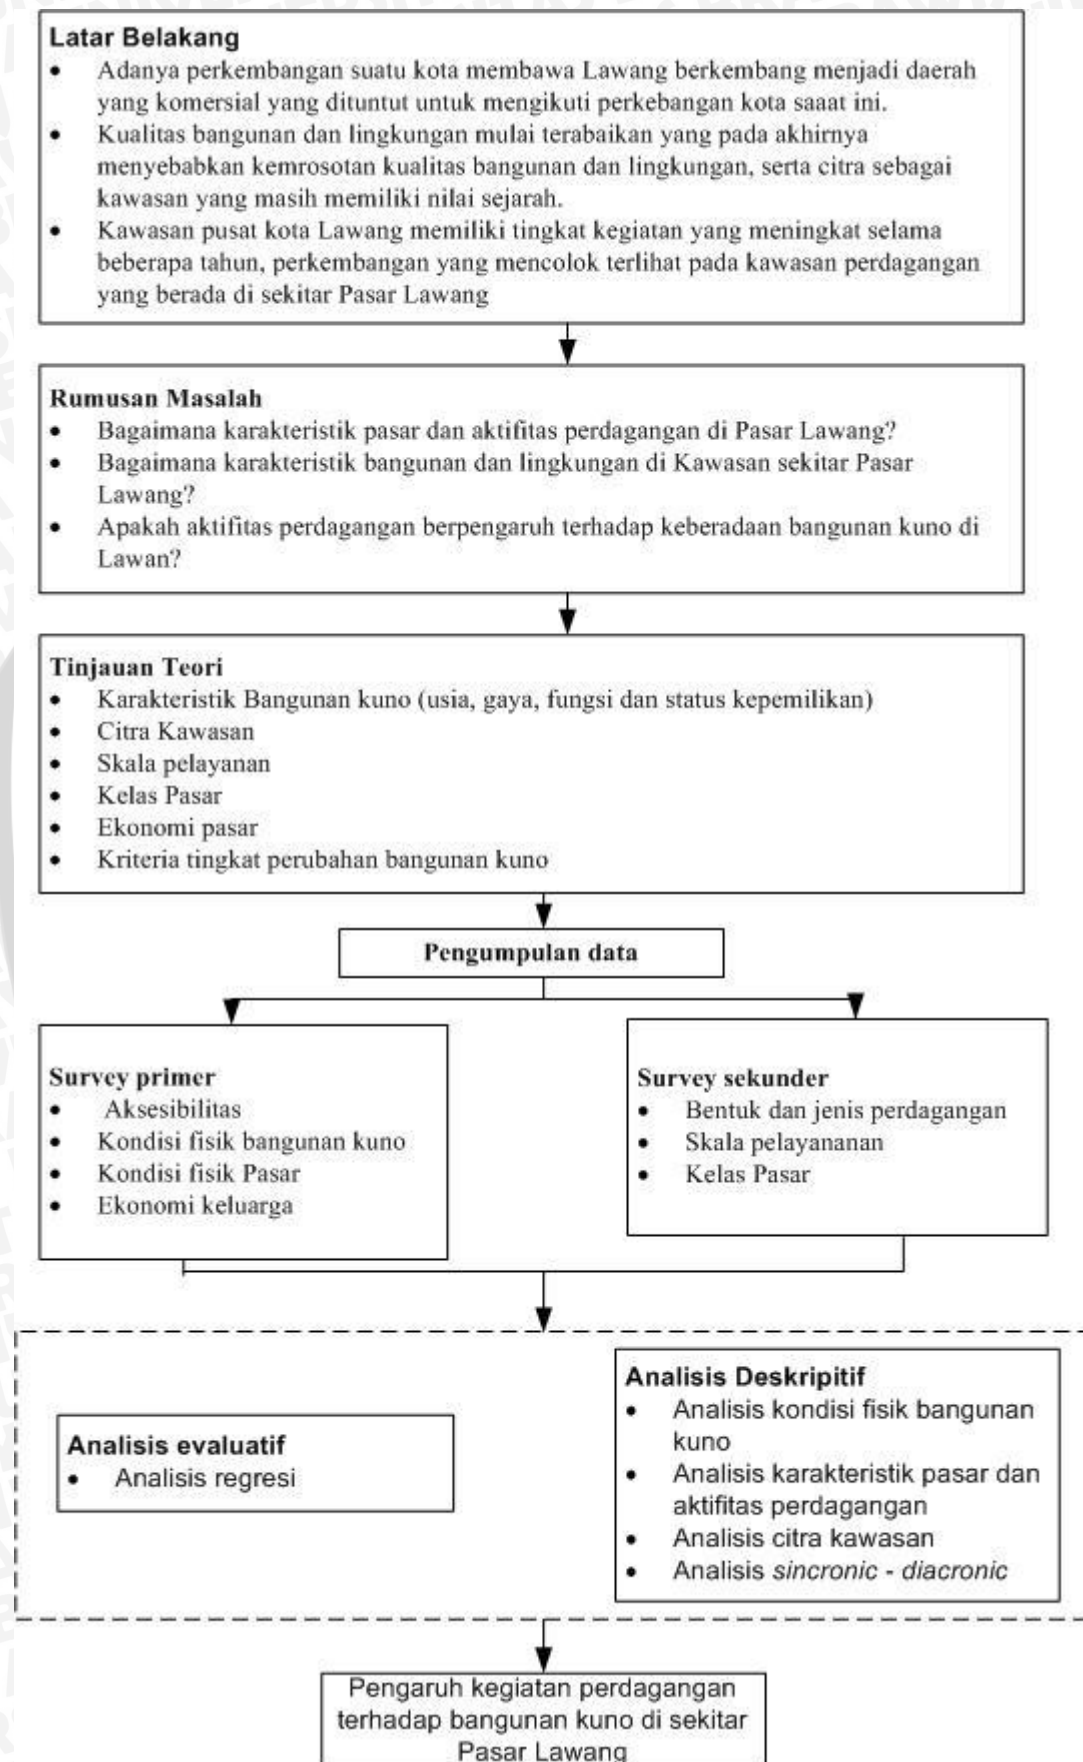 Latar Belakang
• Adanya perkembangan suatu kota membawa Lawang berkembang menjadi daerah
yang komersial yang dituntut untuk mengikuti perkebangan kota saaat ini.
• Kualitas bangunan dan lingkungan mulai terabaikan yang pada akhirnya
menyebabkan kemrosotan kualitas bangunan dan lingkungan, serta citra sebagai
kawasan yang masih memiliki nilai sejarah.
• Kawasan pusat kota Lawang memiliki tingkat kegiatan yang meningkat selama
beberapa tahun, perkembangan yang mencolok terlihat pada kawasan perdagangan
yang berada di sekitar Pasar Lawang
Rumusan Masalah
• Bagaimana karakteristik pasar dan aktifitas perdagangan di Pasar Lawang?
• Bagaimana karakteristik bangunan dan lingkungan di Kawasan sekitar Pasar
Lawang?
• Apakah aktifitas perdagangan berpengaruh terhadap keberadaan bangunan kuno di
Lawan?
Tinjauan Teori
• Karakteristik Bangunan kuno (usia, gaya, fungsi dan status kepemilikan)
• Citra Kawasan
• Skala pelayanan
• Kelas Pasar
• Ekonomi pasar
• Kriteria tingkat perubahan bangunan kuno
Pengumpulan data
Survey primer
• Aksesibilitas
• Kondisi fisik bangunan kuno
• Kondisi fisik Pasar
• Ekonomi keluarga
Survey sekunder
• Bentuk dan jenis perdagangan
• Skala pelayananan
• Kelas Pasar
Analisis evaluatif
• Analisis regresi
Analisis Deskripitif
• Analisis kondisi fisik bangunan
kuno
• Analisis karakteristik pasar dan
aktifitas perdagangan
• Analisis citra kawasan
• Analisis sincronic - diacronic
Pengaruh kegiatan perdagangan
terhadap bangunan kuno di sekitar
Pasar Lawang